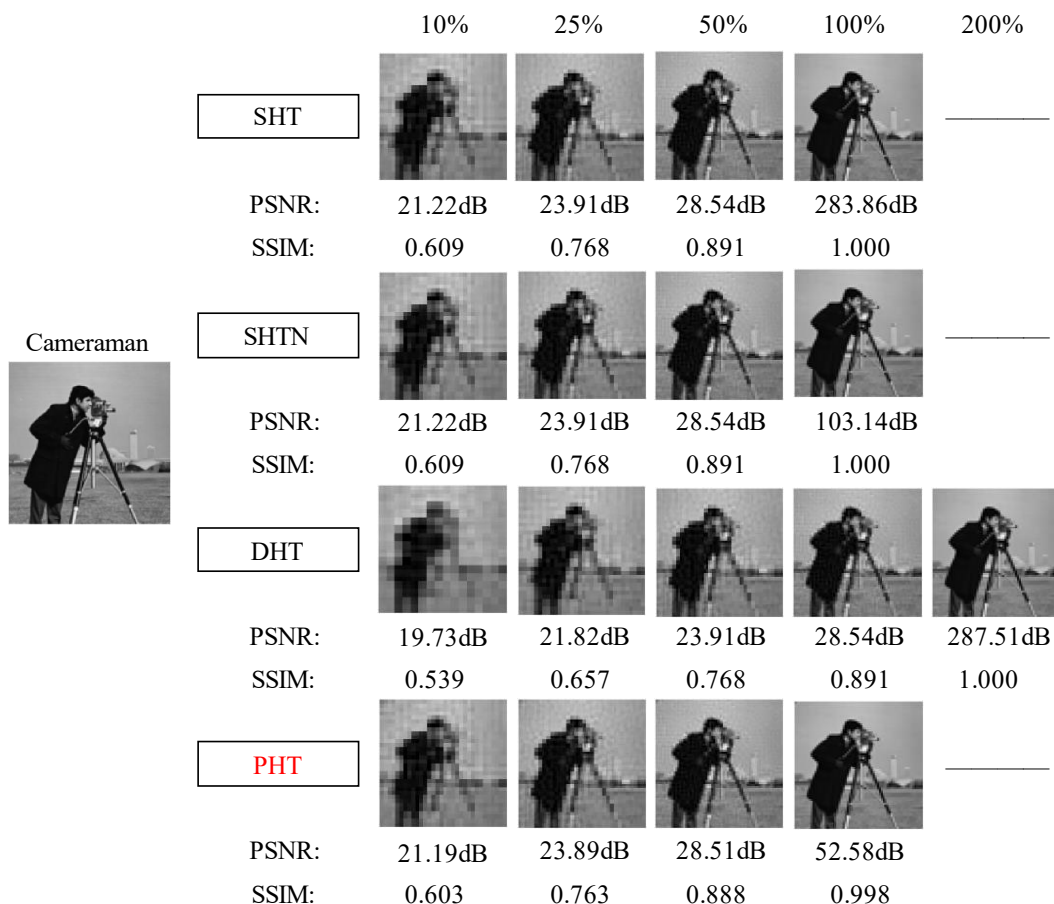 10% 25% 50% 100% 200%
SHT
PSNR: 21.22dB 23.91dB 28.54dB 283.86dB
SSIM: 0.609 0.768 0.891 1.000
SHTN
Cameraman
PSNR: 21.22dB 23.91dB 28.54dB 103.14dB
SSIM: 0.609 0.768 0.891 1.000
DHT
PSNR: 19.73dB 21.82dB 23.91dB 28.54dB 287.51dB
SSIM: 0.539 0.657 0.768 0.891 1.000
PHT
PSNR: 21.19dB 23.89dB 28.51dB 52.58dB
SSIM: 0.603 0.763 0.888 0.998